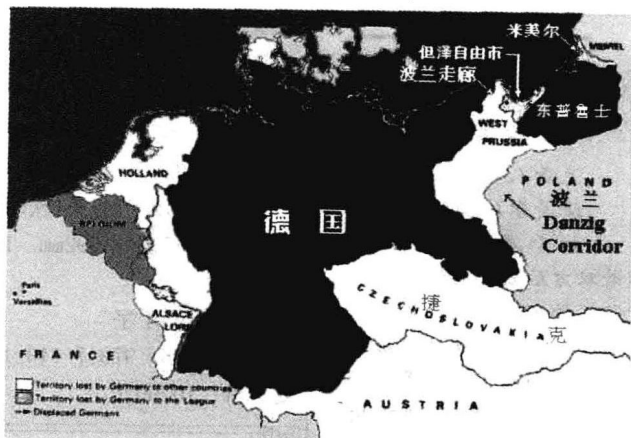 米美尔
MEMEL
但泽自由市
波兰走廊
东普鲁士
WEST
PRUSSIA
HOLLAND
POLAND
波兰
Danzig
Corridor
德国
BELGIUM
Paris
Versailles
捷
CZECHOSLOVAKIA
克
ALSACE
LORR
FRANCE
AUSTRIA
Territory lost by Germany to other countries
Territory lost by Germany to the League
Displaced Germans